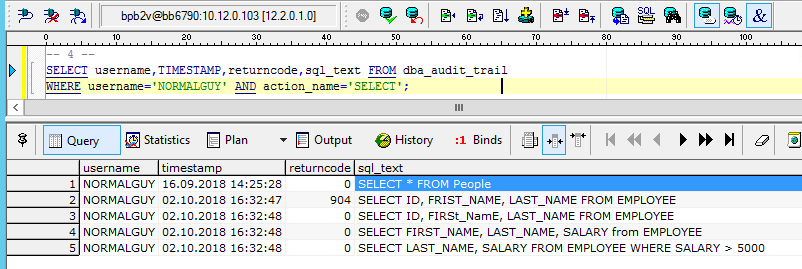 bpb2v@bb6790:10.12.0.103 [12.2.0.1.0]
SQL
&
0 10 20 30 40 50 60 70 80 90 100
-- 4 --
SELECT username,TIMESTAMP,returncode,sql_text FROM dba_audit_trail
WHERE username='NORMALGUY' AND action_name='SELECT';
Query Statistics Plan Output History :1 Binds
username timestamp returncode sql_text
1 NORMALGUY 16.09.2018 14:25:28 0 SELECT * FROM People
2 NORMALGUY 02.10.2018 16:32:47 904 SELECT ID, FRIST_NAME, LAST_NAME FROM EMPLOYEE
3 NORMALGUY 02.10.2018 16:32:48 0 SELECT ID, FIRSt_NamE, LAST_NAME FROM EMPLOYEE
4 NORMALGUY 02.10.2018 16:32:48 0 SELECT FIRST_NAME, LAST_NAME, SALARY from EMPLOYEE
5 NORMALGUY 02.10.2018 16:32:48 0 SELECT LAST_NAME, SALARY FROM EMPLOYEE WHERE SALARY > 5000